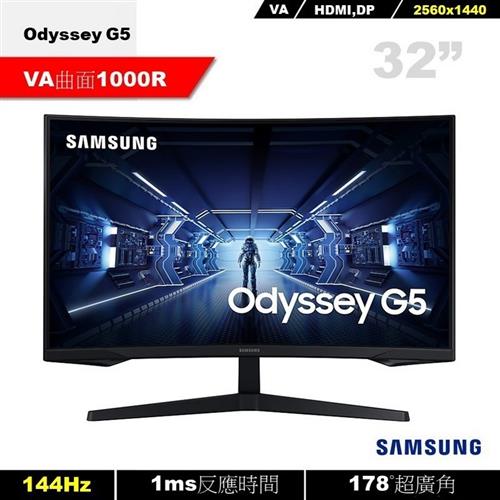 Odyssey G5
VA / HDMI,DP / 2560x1440
VA曲面1000R
32”
SAMSUNG
Odyssey G5
SAMSUNG
SAMSUNG
144Hz / 1ms反應時間 / 178°超廣角